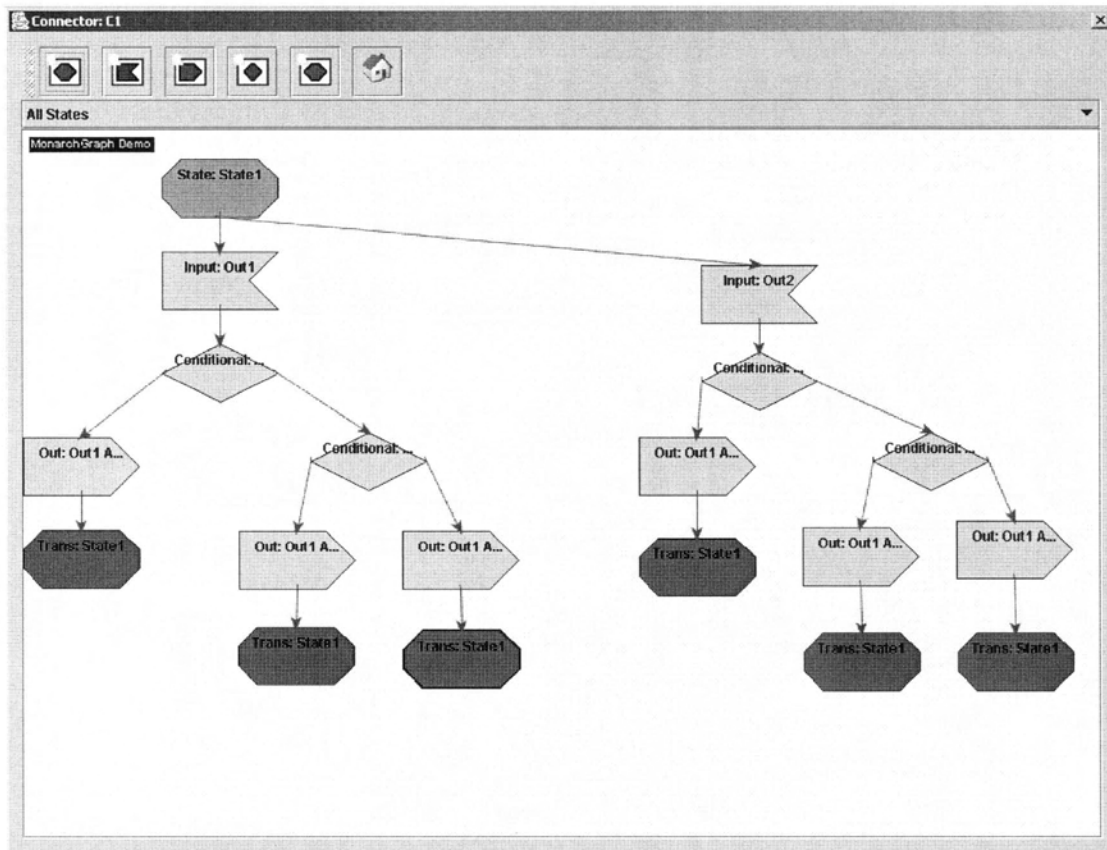 Connector: C1
All States
MonarchGraph Demo
State: State1
Input: Out1
Input: Out2
Conditional: ...
Conditional: ...
Out: Out1 A...
Conditional: ...
Out: Out1 A...
Conditional: ...
Trans: State1
Out: Out1 A...
Out: Out1 A...
Trans: State1
Out: Out1 A...
Out: Out1 A...
Trans: State1
Trans: State1
Trans: State1
Trans: State1